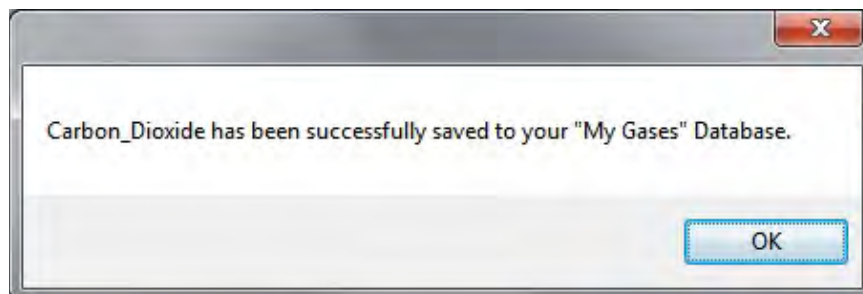 Carbon_Dioxide has been successfully saved to your "My Gases" Database.
OK